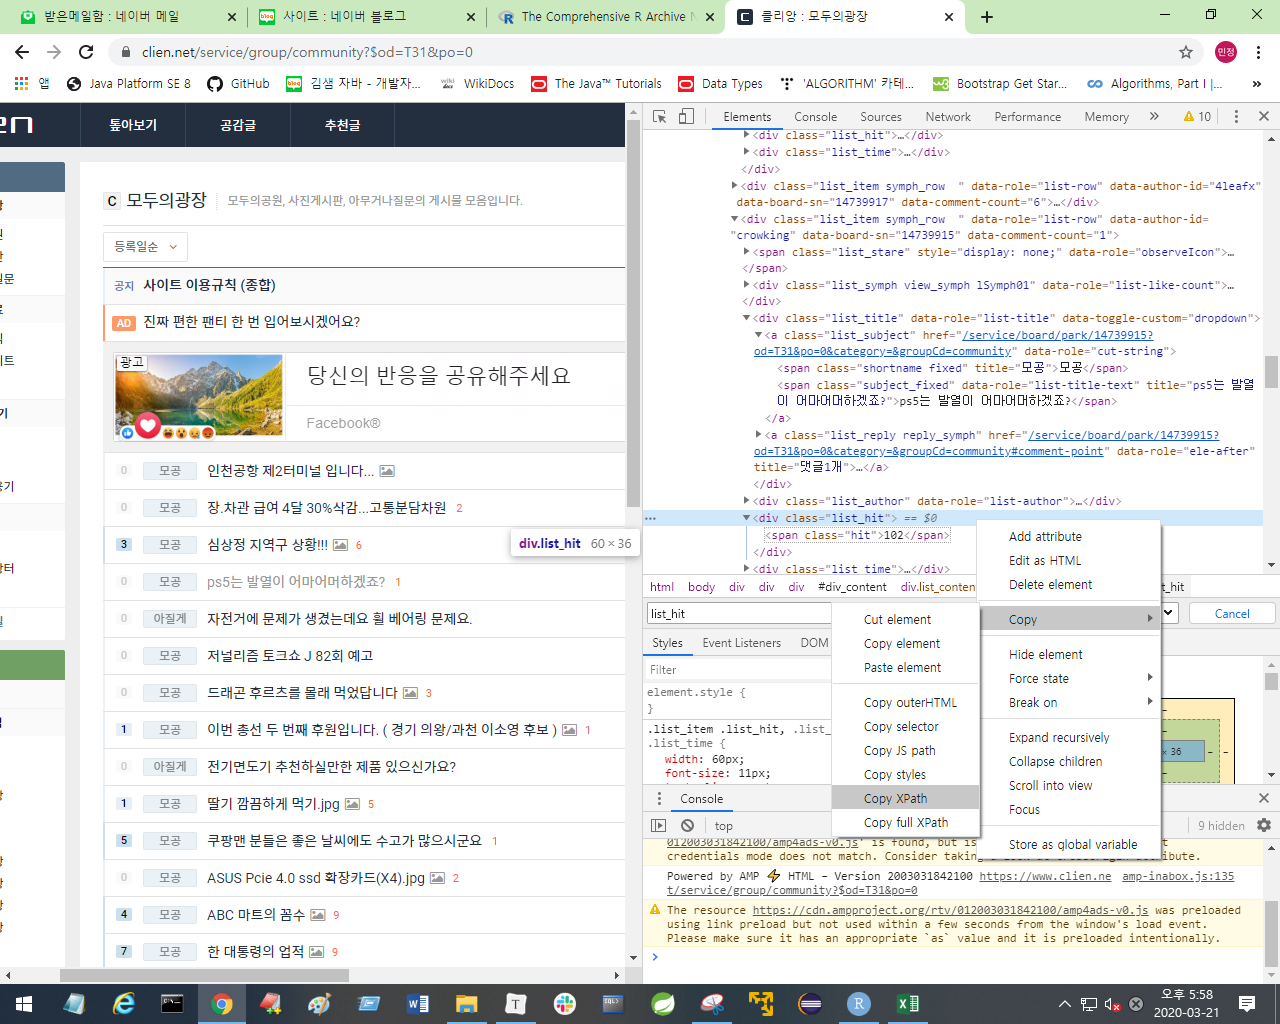 받은메일함 : 네이버 메일
사이트 : 네이버 블로그
The Comprehensive R Archive N
클리앙 : 모두의광장
clien.net/service/group/community?$od=T31&po=0
민정
앱
Java Platform SE 8
GitHub
김샘 자바 - 개발자...
WikiDocs
The Java™ Tutorials
Data Types
'ALGORITHM' 카테...
Bootstrap Get Star...
Algorithms, Part I |...
톺아보기
공감글
추천글
C 모두의광장
모두의공원, 사진게시판, 아무거나질문의 게시물 모음입니다.
등록일순
공지 사이트 이용규칙 (종합)
AD 진짜 편한 팬티 한 번 입어보시겠어요?
광고
당신의 반응을 공유해주세요
Facebook®
0 모공 인천공항 제2터미널 입니다...
0 모공 장.차관 급여 4달 30%삭감...고통분담차원 2
3 모공 심상정 지역구 상황!!! 6
0 모공 ps5는 발열이 어마어머하겠죠? 1
0 아질게 자전거에 문제가 생겼는데요 휠 베어링 문제요.
0 모공 저널리즘 토크쇼 J 82회 예고
0 모공 드래곤 후르츠를 몰래 먹었답니다 3
1 모공 이번 총선 두 번째 후원입니다. ( 경기 의왕/과천 이소영 후보 ) 1
0 아질게 전기면도기 추천하실만한 제품 있으신가요?
1 모공 딸기 깜끔하게 먹기.jpg 5
5 모공 쿠팡맨 분들은 좋은 날씨에도 수고가 많으시군요 1
0 모공 ASUS Pcie 4.0 ssd 확장카드(X4).jpg 2
4 모공 ABC 마트의 꼼수 9
7 모공 한 대통령의 업적 9
div.list_hit 60 × 36
Elements
Console
Sources
Network
Performance
Memory
10
<div class="list_hit">…</div>
<div class="list_time">…</div>
</div>
<div class="list_item symph_row  " data-role="list-row" data-author-id="4leafx"
data-board-sn="14739917" data-comment-count="6">…</div>
<div class="list_item symph_row  " data-role="list-row" data-author-id=
"crowking" data-board-sn="14739915" data-comment-count="1">
<span class="list_stare" style="display: none;" data-role="observeIcon">…
</span>
<div class="list_symph view_symph lSymph01" data-role="list-like-count">…
</div>
<div class="list_title" data-role="list-title" data-toggle-custom="dropdown">
<a class="list_subject" href="/service/board/park/14739915?
od=T31&po=0&category=&groupCd=community" data-role="cut-string">
<span class="shortname fixed" title="모공">모공</span>
<span class="subject_fixed" data-role="list-title-text" title="ps5는 발열
이 어마어머하겠죠?">ps5는 발열이 어마어머하겠죠?</span>
</a>
<a class="list_reply reply_symph" href="/service/board/park/14739915?
od=T31&po=0&category=&groupCd=community#comment-point" data-role="ele-after"
title="댓글1개">…</a>
</div>
<div class="list_author" data-role="list-author">…</div>
<div class="list_hit"> == $0
<span class="hit">102</span>
</div>
<div class="list_time">…</div>
html body div div div #div_content div.list_conten
list_hit
Cancel
Styles
Event Listeners
DOM
Filter
element.style {
}
.list_item .list_hit, .list_
.list_time {
width: 60px;
font-size: 11px;
Add attribute
Edit as HTML
Delete element
Copy
Hide element
Force state
Break on
Expand recursively
Collapse children
Scroll into view
Focus
Store as global variable
Cut element
Copy element
Paste element
Copy outerHTML
Copy selector
Copy JS path
Copy styles
Copy XPath
Copy full XPath
× 36
Console
top
9 hidden
012003031842100/amp4ads-v0.js' is found, but is
credentials mode does not match. Consider taking
Powered by AMP ⚡ HTML – Version 2003031842100 https://www.clien.ne amp-inabox.js:135
t/service/group/community?$od=T31&po=0
The resource https://cdn.ampproject.org/rtv/012003031842100/amp4ads-v0.js was preloaded
using link preload but not used within a few seconds from the window's load event.
Please make sure it has an appropriate `as` value and it is preloaded intentionally.
오후 5:58
2020-03-21